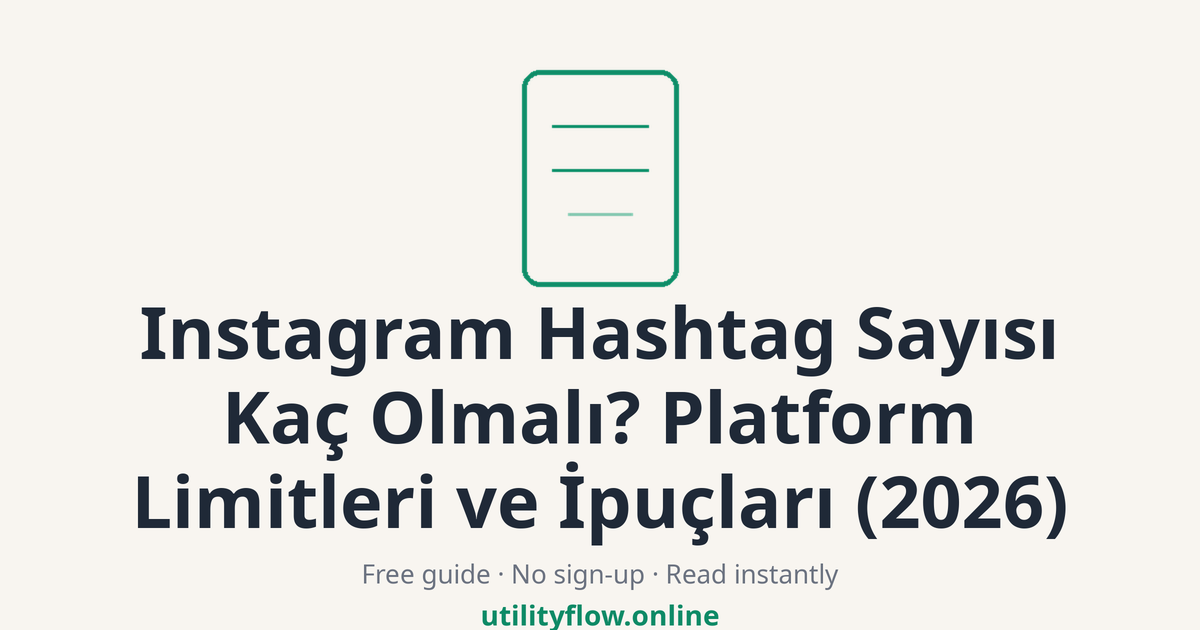 Instagram Hashtag Sayısı
Kaç Olmalı? Platform
Limitleri ve İpuçları (2026)
Free guide · No sign-up · Read instantly
utilityflow.online